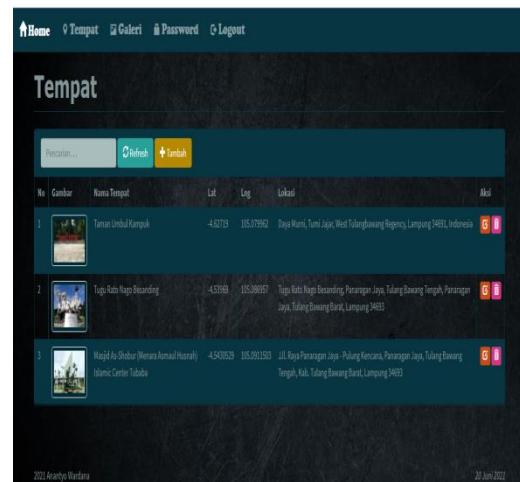 Home Tempat Galeri Password Logout
Tempat
Pencarian... Refresh Tambah
No Gambar Nama Tempat Lat Lng Lokasi Aksi
1 Taman Umbul Kampuk -4.62719 105.079962 Daya Murni, Tumi Jajar, West Tulangbawang Regency, Lampung 34691, Indonesia
2 Tugu Rato Nago Besanding -4,53969 105,086957 Tugu Rato Nago Besanding, Panaragan Jaya, Tulang Bawang Tengah, Panaragan
Jaya, Tulang Bawang Barat, Lampung 34693
3 Masjid As-Shobur (Menara Asmaul Husnah) -4,5430529 105.0911503 Jl. Raya Panaragan Jaya - Pulung Kencana, Panaragan Jaya, Tulang Bawang
Islamic Center Tubaba Tengah, Kab. Tulang Bawang Barat, Lampung 34693
2021 Anantyo Wardana 20 Juni 2021